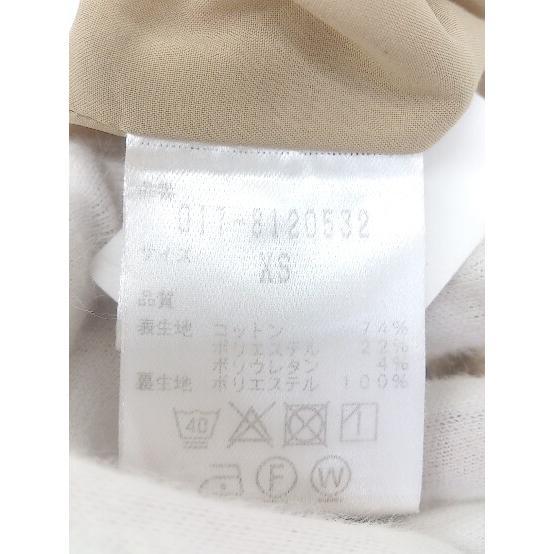 品番
017-8120532
サイズ XS
品質
表生地 コットン 74%
ポリエステル 22%
ポリウレタン 4%
裏生地 ポリエステル 100%
40
F W